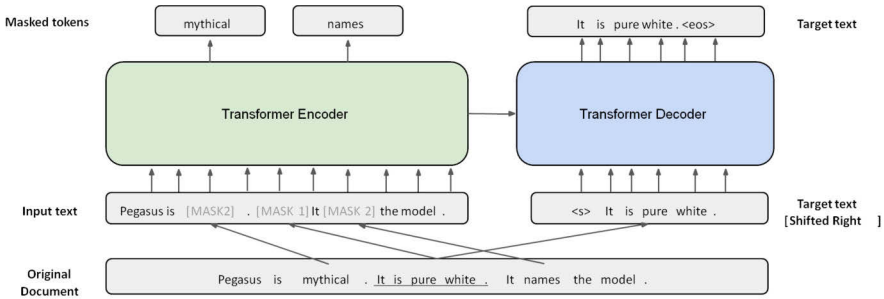 Masked tokens
mythical
names
It is pure white . <eos>
Target text
Transformer Encoder
Transformer Decoder
Input text
Pegasus is [MASK2] . [MASK 1] It [MASK 2] the model .
<s> It is pure white .
Target text
[Shifted Right ]
Original
Document
Pegasus is mythical . It is pure white . It names the model .